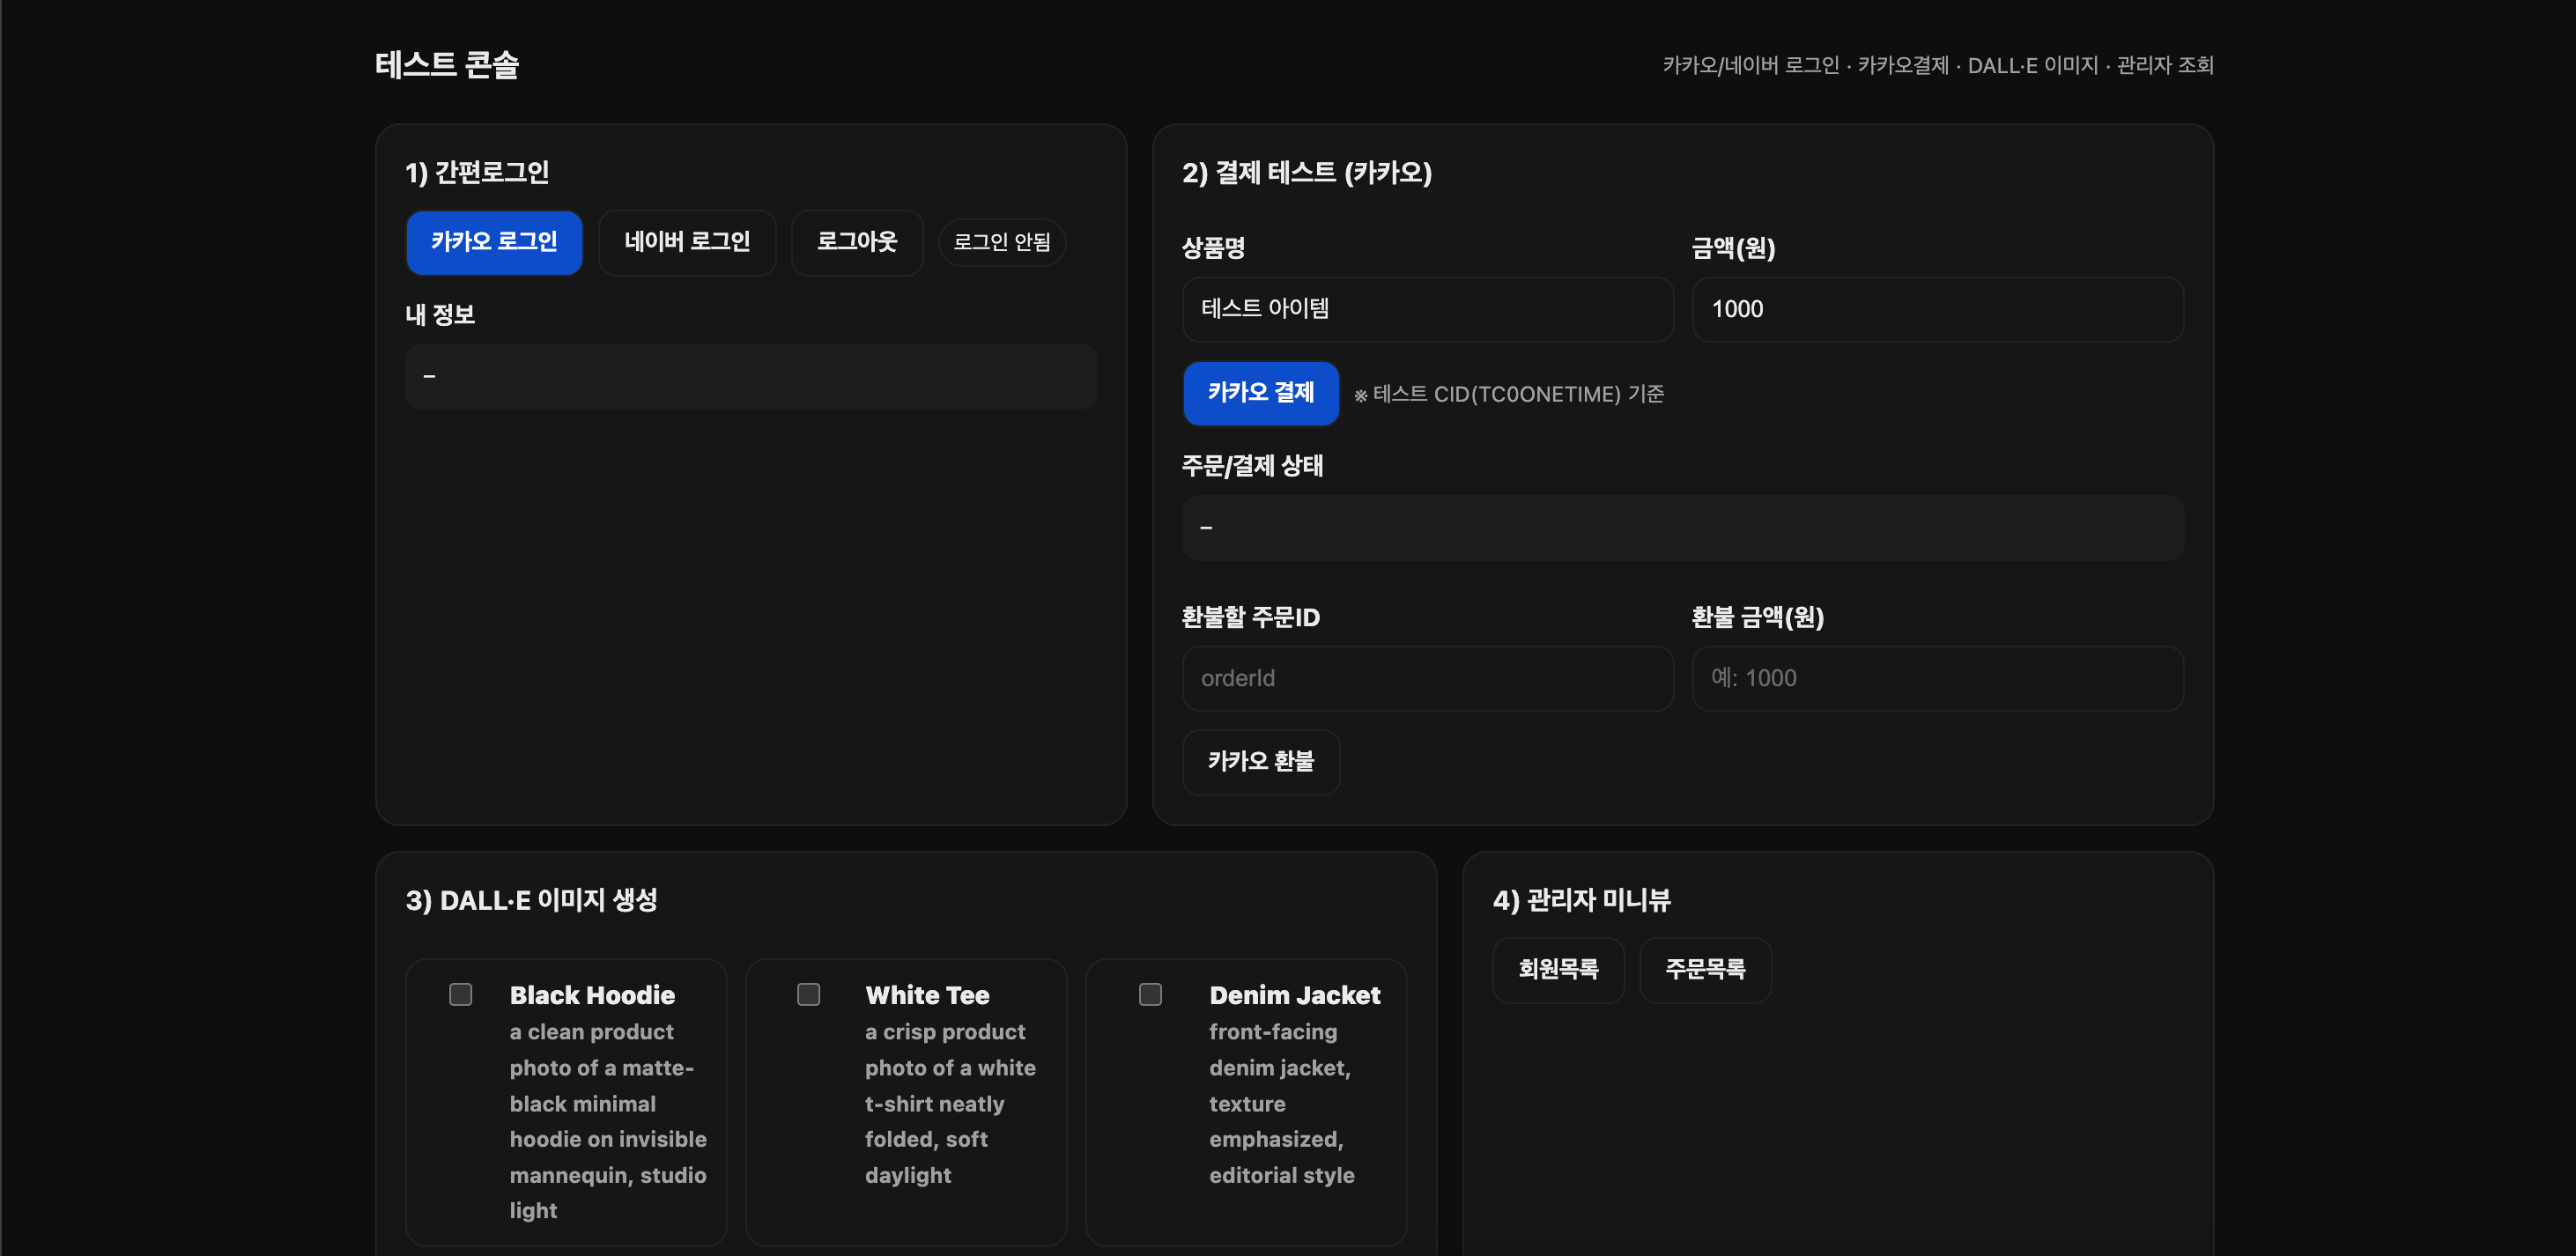 테스트 콘솔
카카오/네이버 로그인 · 카카오결제 · DALL·E 이미지 · 관리자 조회
1) 간편로그인
카카오 로그인
네이버 로그인
로그아웃
로그인 안됨
내 정보
–
2) 결제 테스트 (카카오)
상품명
금액(원)
테스트 아이템
1000
카카오 결제
※ 테스트 CID(TC0ONETIME) 기준
주문/결제 상태
–
환불할 주문ID
환불 금액(원)
orderId
예: 1000
카카오 환불
3) DALL·E 이미지 생성
Black Hoodie
a clean product
photo of a matte-
black minimal
hoodie on invisible
mannequin, studio
light
White Tee
a crisp product
photo of a white
t-shirt neatly
folded, soft
daylight
Denim Jacket
front-facing
denim jacket,
texture
emphasized,
editorial style
4) 관리자 미니뷰
회원목록
주문목록